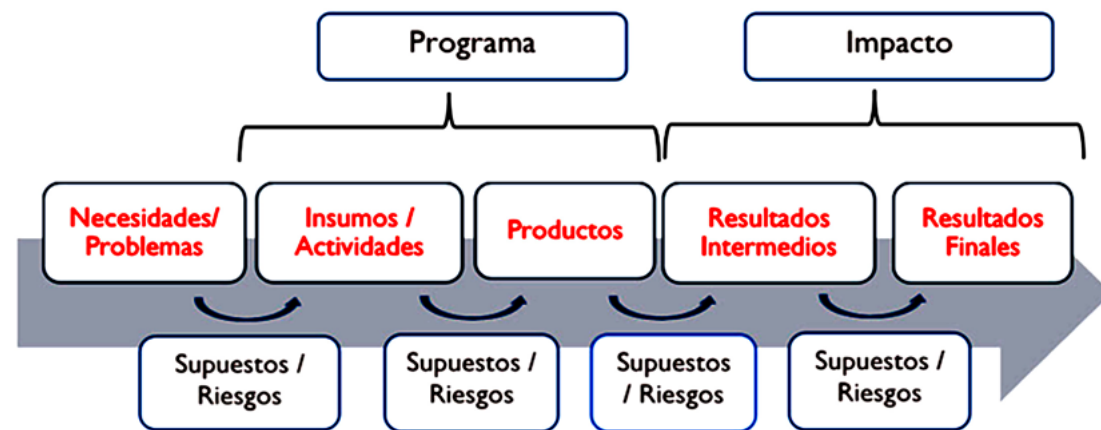 Programa
Impacto
Necesidades/
Problemas
Insumos /
Actividades
Productos
Resultados
Intermedios
Resultados
Finales
Supuestos /
Riesgos
Supuestos /
Riesgos
Supuestos
/ Riesgos
Supuestos /
Riesgos